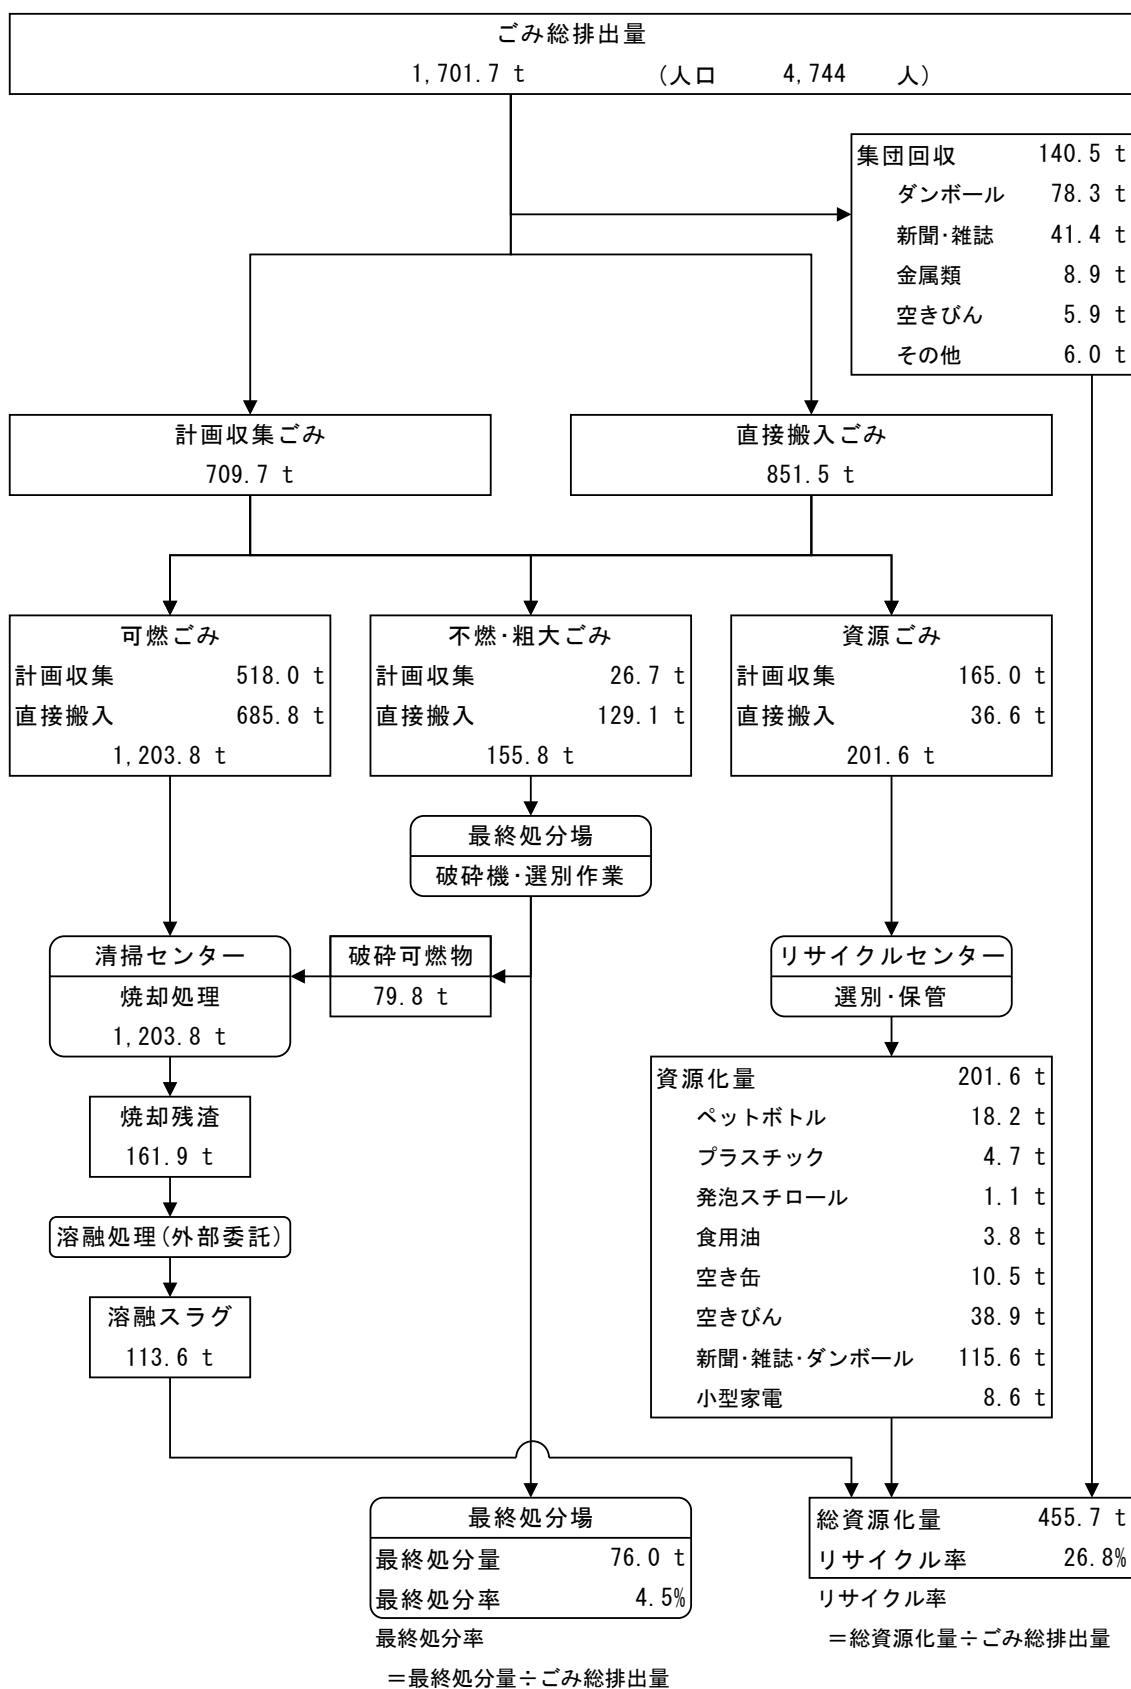 ごみ総排出量
1,701.7 t (人口 4,744 人)
集団回収 140.5 t
ダンボール 78.3 t
新聞・雑誌 41.4 t
金属類 8.9 t
空きびん 5.9 t
その他 6.0 t
計画収集ごみ
709.7 t
直接搬入ごみ
851.5 t
可燃ごみ
計画収集 518.0 t
直接搬入 685.8 t
1,203.8 t
不燃・粗大ごみ
計画収集 26.7 t
直接搬入 129.1 t
155.8 t
資源ごみ
計画収集 165.0 t
直接搬入 36.6 t
201.6 t
最終処分場
破砕機・選別作業
清掃センター
焼却処理
1,203.8 t
破砕可燃物
79.8 t
リサイクルセンター
選別・保管
焼却残渣
161.9 t
溶融処理(外部委託)
溶融スラグ
113.6 t
資源化量 201.6 t
ペットボトル 18.2 t
プラスチック 4.7 t
発泡スチロール 1.1 t
食用油 3.8 t
空き缶 10.5 t
空きびん 38.9 t
新聞・雑誌・ダンボール 115.6 t
小型家電 8.6 t
最終処分場
最終処分量 76.0 t
最終処分率 4.5%
最終処分率
＝最終処分量÷ごみ総排出量
総資源化量 455.7 t
リサイクル率 26.8%
リサイクル率
＝総資源化量÷ごみ総排出量